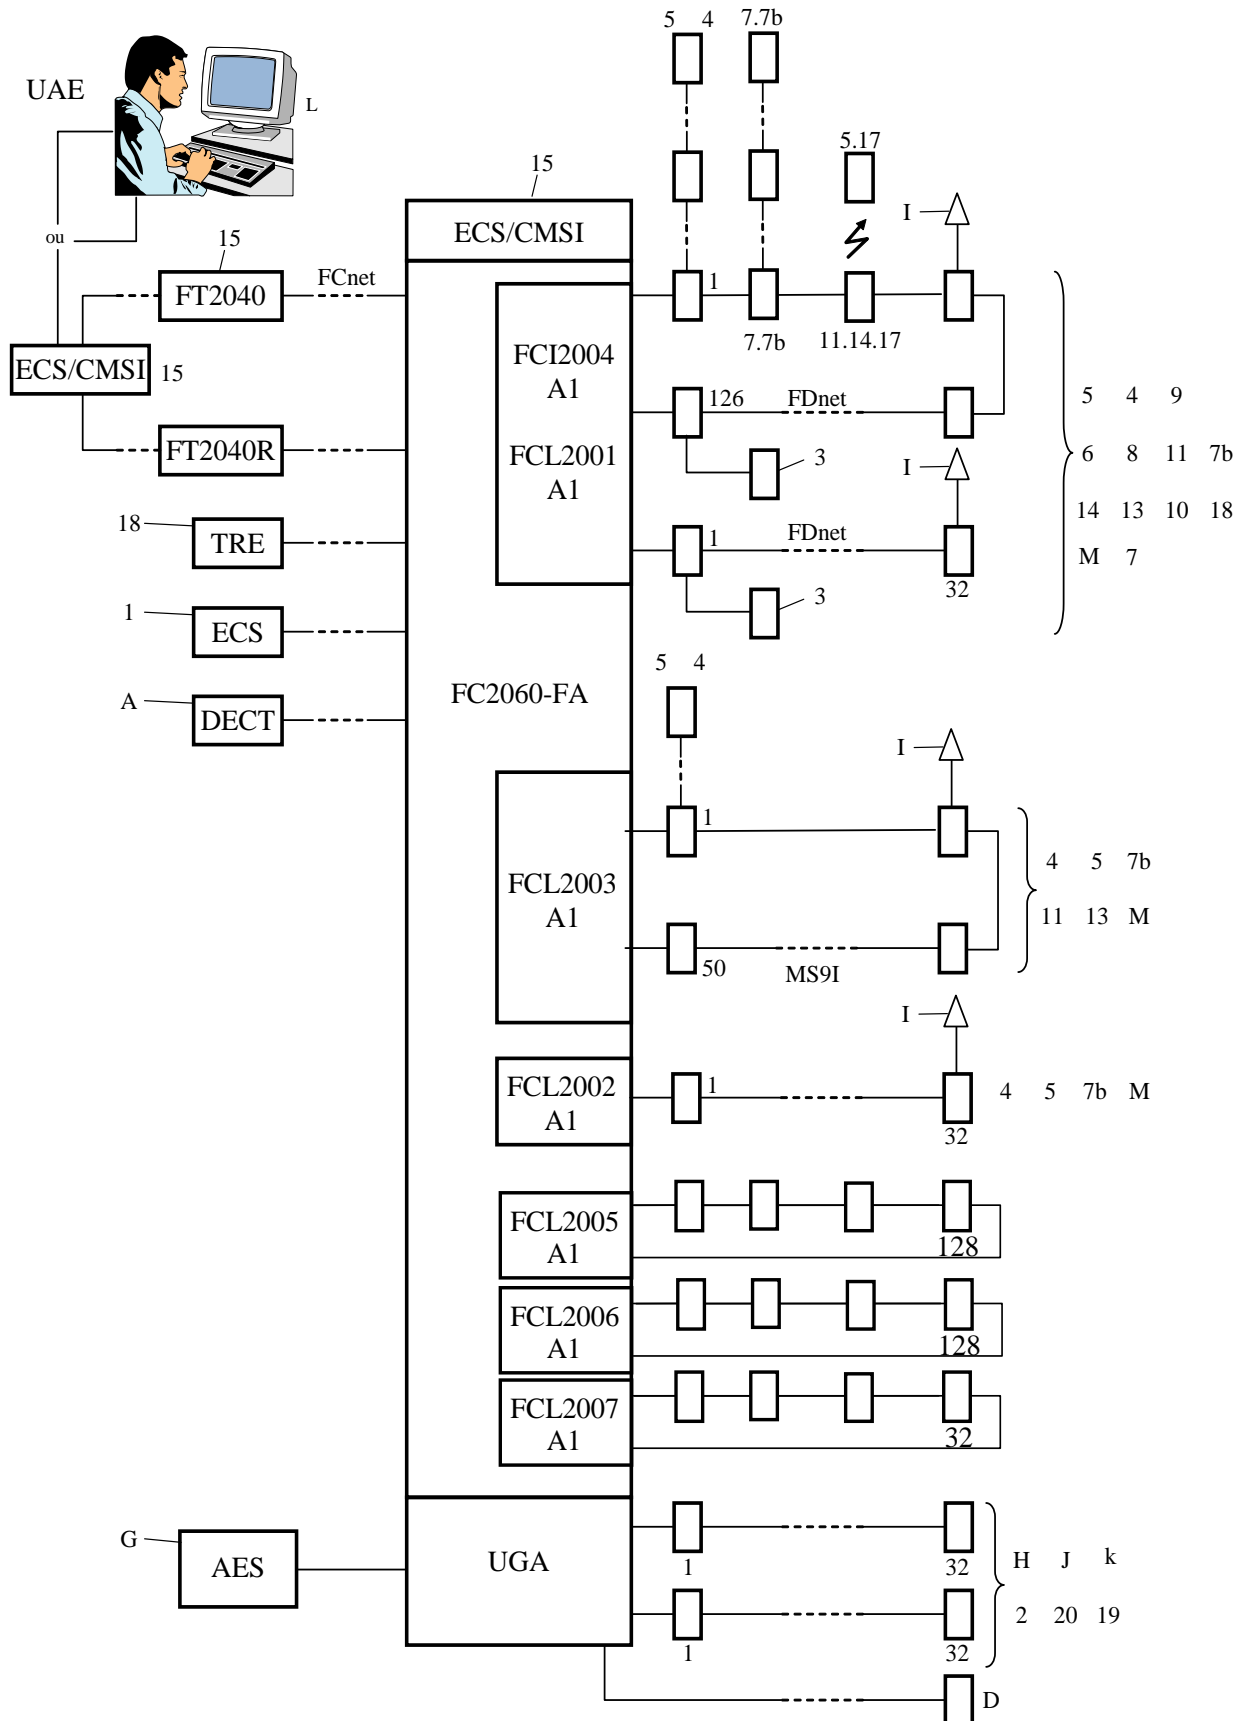 5 4 7.7b
UAE
L
5.17
15
I
ECS/CMSI
ou
15
FT2040
FCnet
1
7.7b
11.14.17
FCI2004
A1
ECS/CMSI
15
126
FDnet
5 4 9
FT2040R
FCL2001
A1
3
I
6 8 11 7b
14 13 10 18
18
TRE
1
FDnet
M 7
32
3
1
ECS
5 4
A
DECT
FC2060-FA
I
1
FCL2003
A1
4 5 7b
11 13 M
50
MS9I
I
FCL2002
A1
1
4 5 7b M
32
FCL2005
A1
128
FCL2006
A1
128
FCL2007
A1
32
G
AES
UGA
1
32
H J k
2 20 19
1
32
D